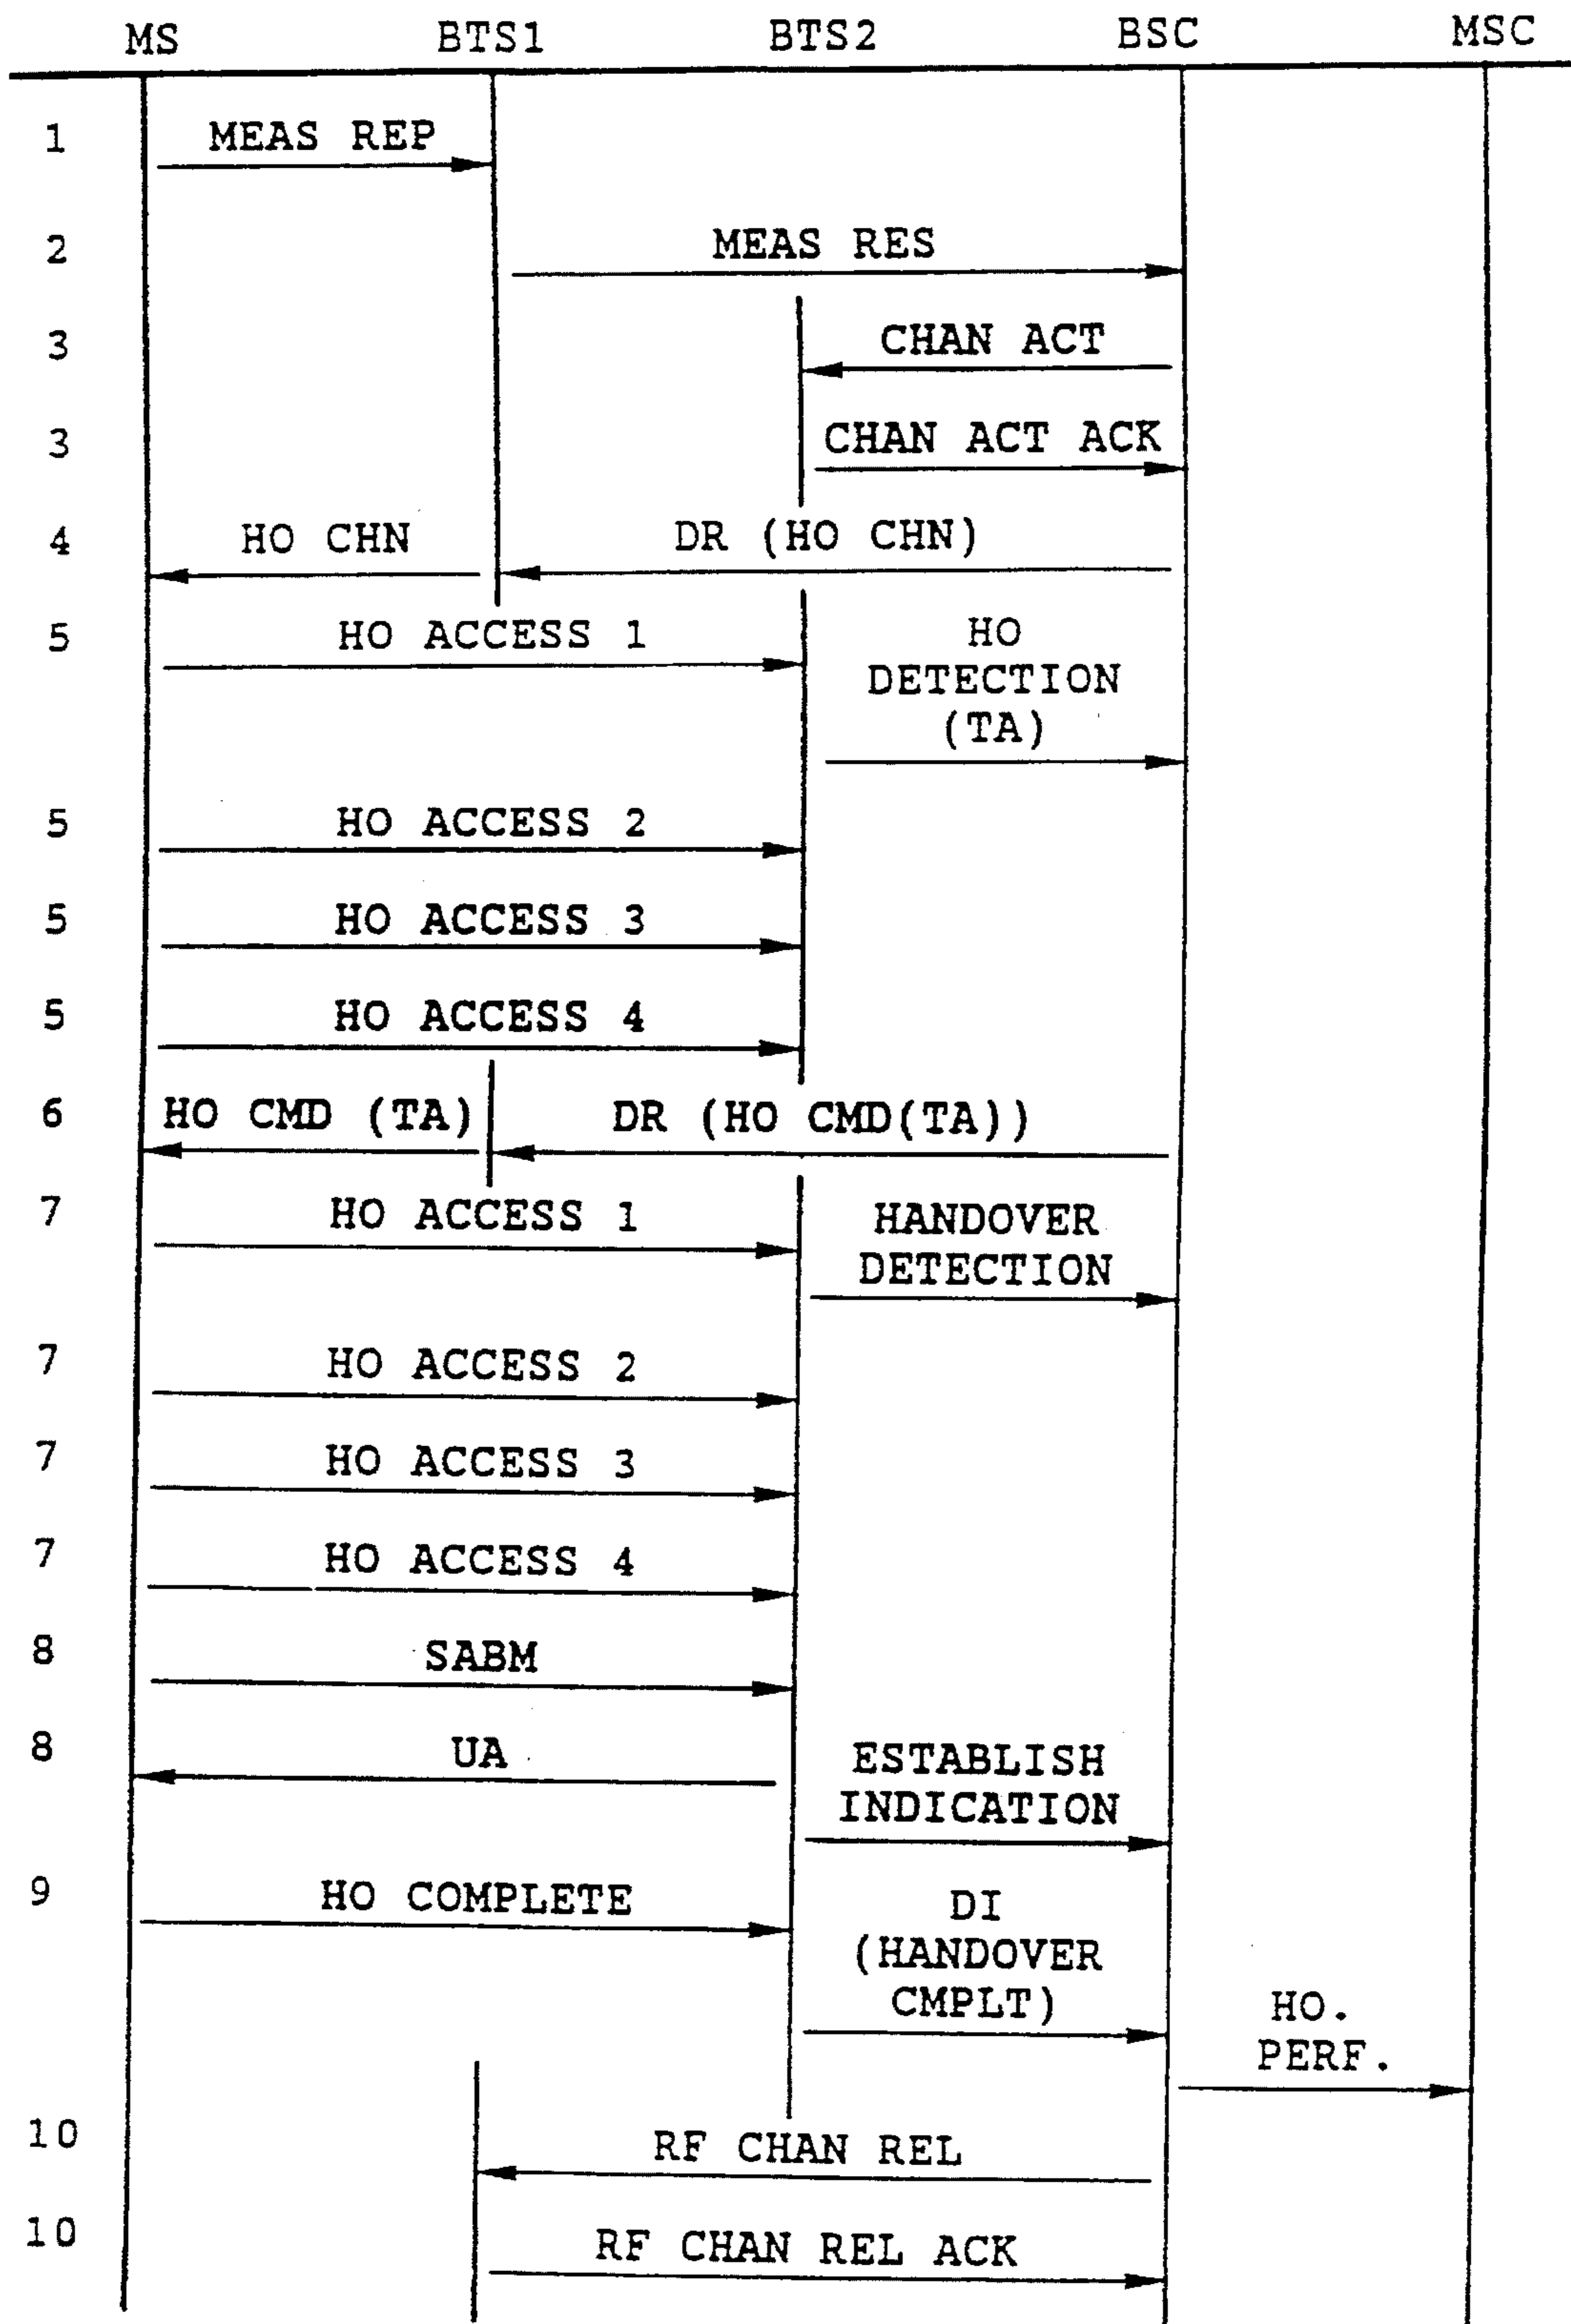 MS BTS1 BTS2 BSC MSC
1 MEAS REP
2 MEAS RES
3 CHAN ACT
3 CHAN ACT ACK
4 HO CHN DR (HO CHN)
5 HO ACCESS 1 HO
DETECTION
(TA)
5 HO ACCESS 2
5 HO ACCESS 3
5 HO ACCESS 4
6 HO CMD (TA) DR (HO CMD(TA))
7 HO ACCESS 1 HANDOVER
DETECTION
7 HO ACCESS 2
7 HO ACCESS 3
7 HO ACCESS 4
8 SABM
8 UA ESTABLISH
INDICATION
9 HO COMPLETE DI
(HANDOVER
CMPLT)
HO.
PERF.
10 RF CHAN REL
10 RF CHAN REL ACK